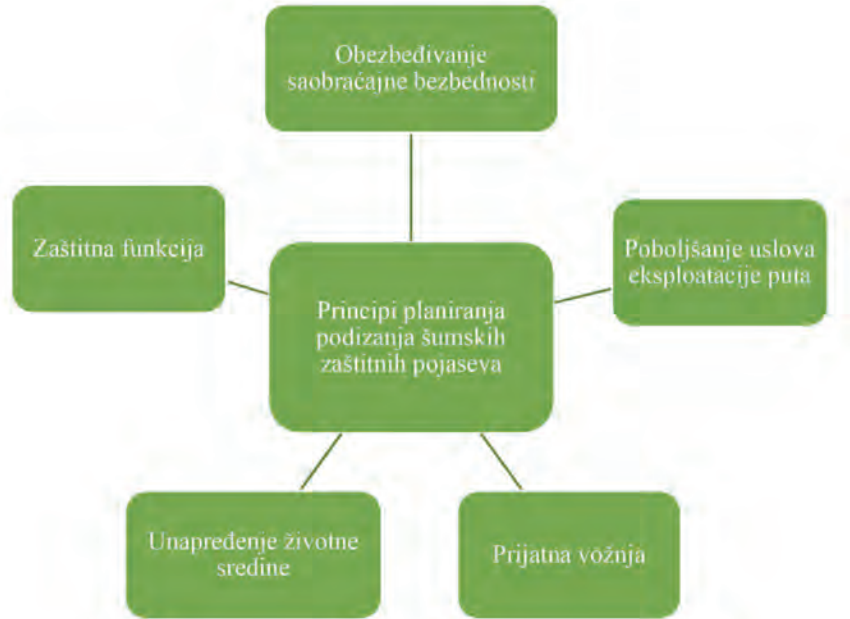 Obezbeđivanje
saobraćajne bezbednosti
Zaštitna funkcija
Poboljšanje uslova
eksploatacije puta
Principi planiranja
podizanja šumskih
zaštitnih pojaseva
Unapređenje životne
sredine
Prijatna vožnja